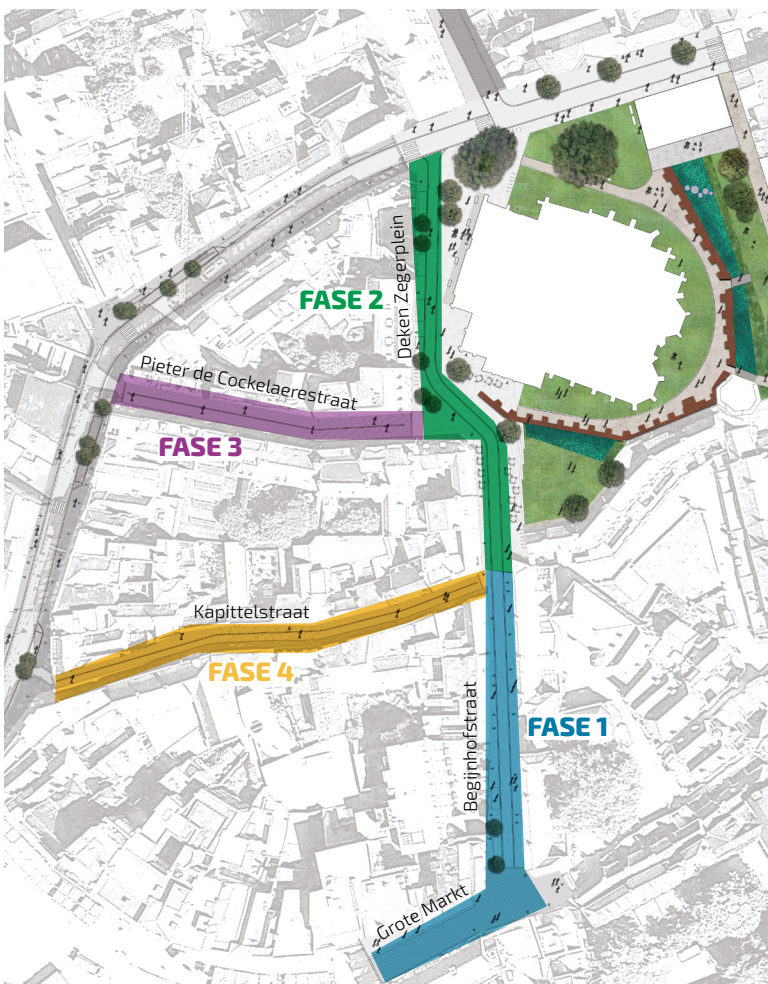 Deken Zegerplein
FASE 2
Pieter de Cockelaerestraat
FASE 3
Kapittelstraat
FASE 4
Begijnhofstraat
FASE 1
Grote Markt